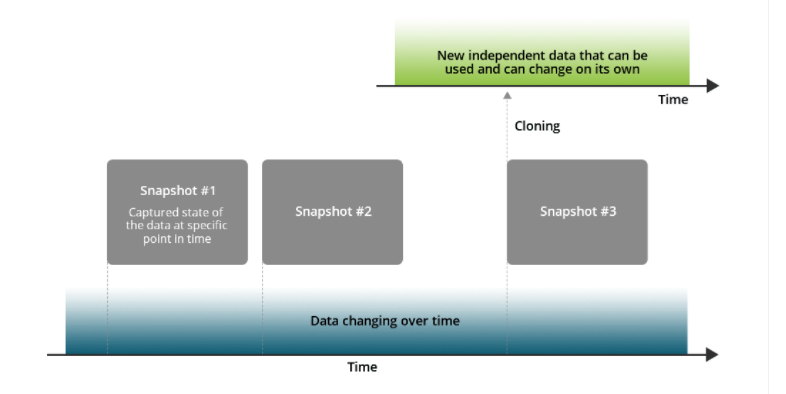 New independent data that can be
used and can change on its own
Time
Cloning
Snapshot #1
Captured state of
the data at specific
point in time
Snapshot #2
Snapshot #3
Data changing over time
Time